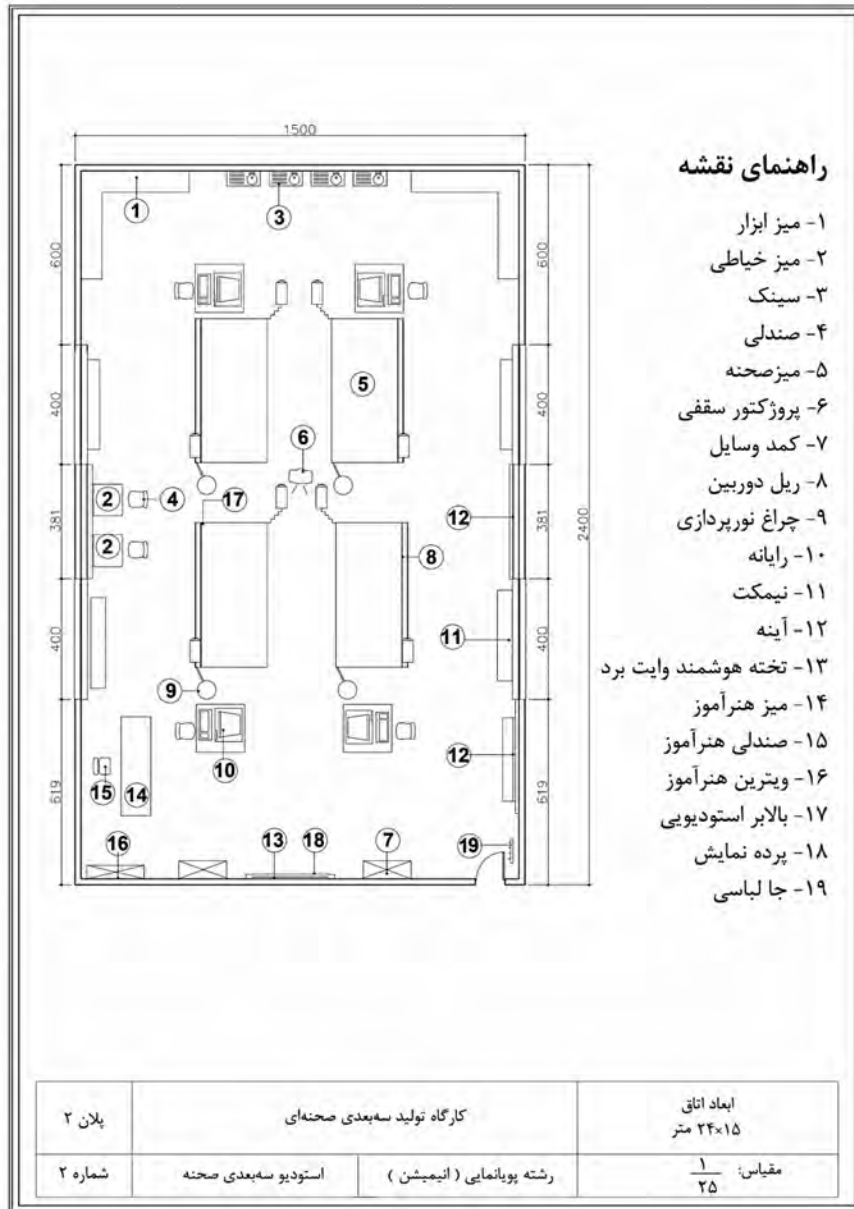 1500
راهنمای نقشه
۱- میز ابزار
۲- میز خیاطی
۳- سینک
۴- صندلی
۵- میزصحنه
۶- پروژکتور سقفی
۷- کمد وسایل
۸- ریل دوربین
۹- چراغ نورپردازی
۱۰- رایانه
۱۱- نیمکت
۱۲- آینه
۱۳- تخته هوشمند وایت برد
۱۴- میز هنرآموز
۱۵- صندلی هنرآموز
۱۶- ویترین هنرآموز
۱۷- بالابر استودیویی
۱۸- پرده نمایش
۱۹- جا لباسی
1
3
600
600
5
400
400
6
2
4
17
12
381
381
2400
2
8
400
11
400
9
10
12
15
14
619
619
16
13
18
7
19
ابعاد اتاق
۲۴×۱۵ متر
کارگاه تولید سه‌بعدی صحنه‌ای
پلان ۲
مقیاس: ۱/۲۵
رشته پویانمایی ( انیمیشن )
استودیو سه‌بعدی صحنه
شماره ۲